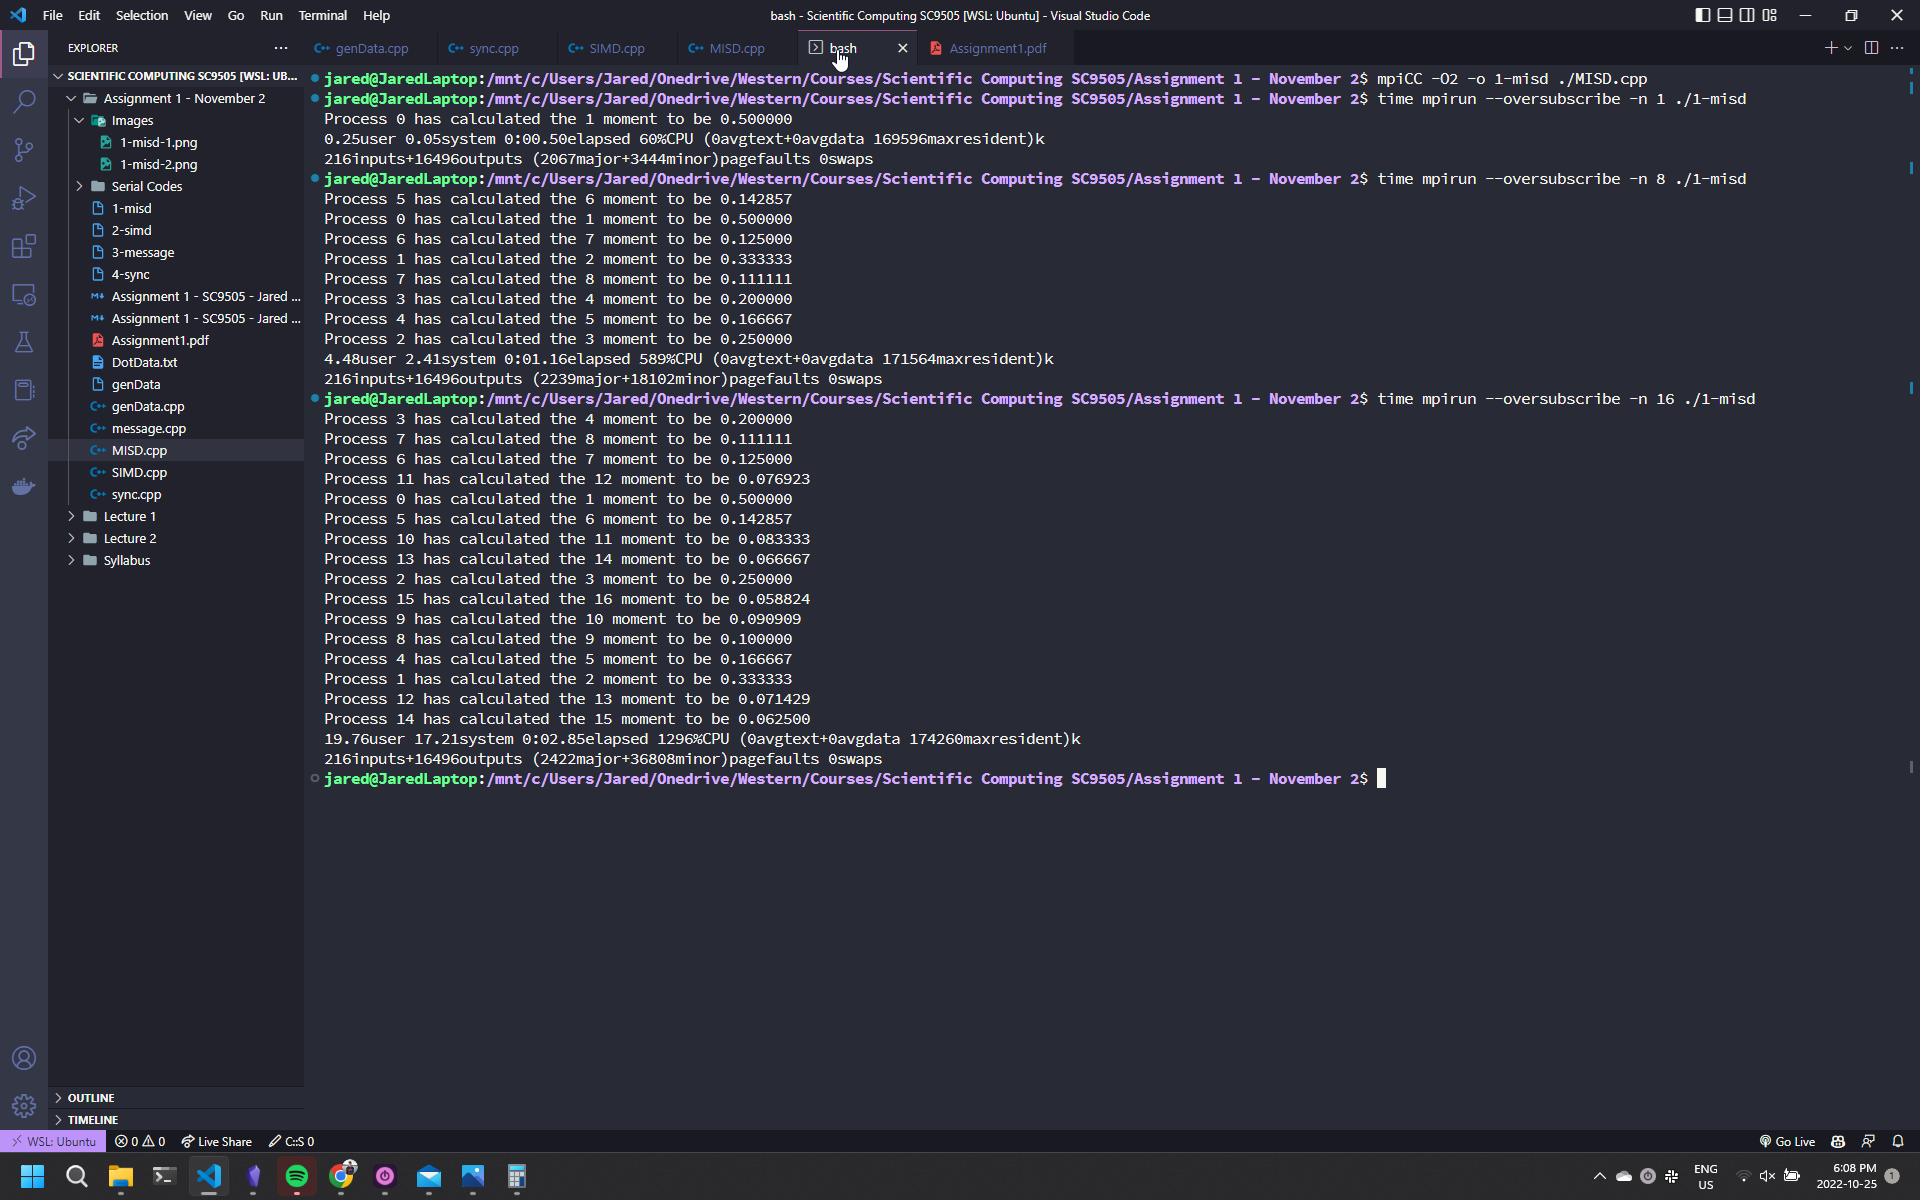 File Edit Selection View Go Run Terminal Help
bash - Scientific Computing SC9505 [WSL: Ubuntu] - Visual Studio Code
EXPLORER
genData.cpp sync.cpp SIMD.cpp MISD.cpp bash Assignment1.pdf
SCIENTIFIC COMPUTING SC9505 [WSL: UB...
Assignment 1 - November 2
Images
1-misd-1.png
1-misd-2.png
Serial Codes
1-misd
2-simd
3-message
4-sync
Assignment 1 - SC9505 - Jared ...
Assignment 1 - SC9505 - Jared ...
Assignment1.pdf
DotData.txt
genData
genData.cpp
message.cpp
MISD.cpp
SIMD.cpp
sync.cpp
Lecture 1
Lecture 2
Syllabus
OUTLINE
TIMELINE
jared@JaredLaptop:/mnt/c/Users/Jared/Onedrive/Western/Courses/Scientific Computing SC9505/Assignment 1 - November 2$ mpiCC -O2 -o 1-misd ./MISD.cpp
jared@JaredLaptop:/mnt/c/Users/Jared/Onedrive/Western/Courses/Scientific Computing SC9505/Assignment 1 - November 2$ time mpirun --oversubscribe -n 1 ./1-misd
Process 0 has calculated the 1 moment to be 0.500000
0.25user 0.05system 0:00.50elapsed 60%CPU (0avgtext+0avgdata 169596maxresident)k
216inputs+16496outputs (2067major+3444minor)pagefaults 0swaps
jared@JaredLaptop:/mnt/c/Users/Jared/Onedrive/Western/Courses/Scientific Computing SC9505/Assignment 1 - November 2$ time mpirun --oversubscribe -n 8 ./1-misd
Process 5 has calculated the 6 moment to be 0.142857
Process 0 has calculated the 1 moment to be 0.500000
Process 6 has calculated the 7 moment to be 0.125000
Process 1 has calculated the 2 moment to be 0.333333
Process 7 has calculated the 8 moment to be 0.111111
Process 3 has calculated the 4 moment to be 0.200000
Process 4 has calculated the 5 moment to be 0.166667
Process 2 has calculated the 3 moment to be 0.250000
4.48user 2.41system 0:01.16elapsed 589%CPU (0avgtext+0avgdata 171564maxresident)k
216inputs+16496outputs (2239major+18102minor)pagefaults 0swaps
jared@JaredLaptop:/mnt/c/Users/Jared/Onedrive/Western/Courses/Scientific Computing SC9505/Assignment 1 - November 2$ time mpirun --oversubscribe -n 16 ./1-misd
Process 3 has calculated the 4 moment to be 0.200000
Process 7 has calculated the 8 moment to be 0.111111
Process 6 has calculated the 7 moment to be 0.125000
Process 11 has calculated the 12 moment to be 0.076923
Process 0 has calculated the 1 moment to be 0.500000
Process 5 has calculated the 6 moment to be 0.142857
Process 10 has calculated the 11 moment to be 0.083333
Process 13 has calculated the 14 moment to be 0.066667
Process 2 has calculated the 3 moment to be 0.250000
Process 15 has calculated the 16 moment to be 0.058824
Process 9 has calculated the 10 moment to be 0.090909
Process 8 has calculated the 9 moment to be 0.100000
Process 4 has calculated the 5 moment to be 0.166667
Process 1 has calculated the 2 moment to be 0.333333
Process 12 has calculated the 13 moment to be 0.071429
Process 14 has calculated the 15 moment to be 0.062500
19.76user 17.21system 0:02.85elapsed 1296%CPU (0avgtext+0avgdata 174260maxresident)k
216inputs+16496outputs (2422major+36808minor)pagefaults 0swaps
jared@JaredLaptop:/mnt/c/Users/Jared/Onedrive/Western/Courses/Scientific Computing SC9505/Assignment 1 - November 2$
WSL: Ubuntu 0 0 Live Share C::S 0 Go Live
ENG
US
6:08 PM
2022-10-25
1